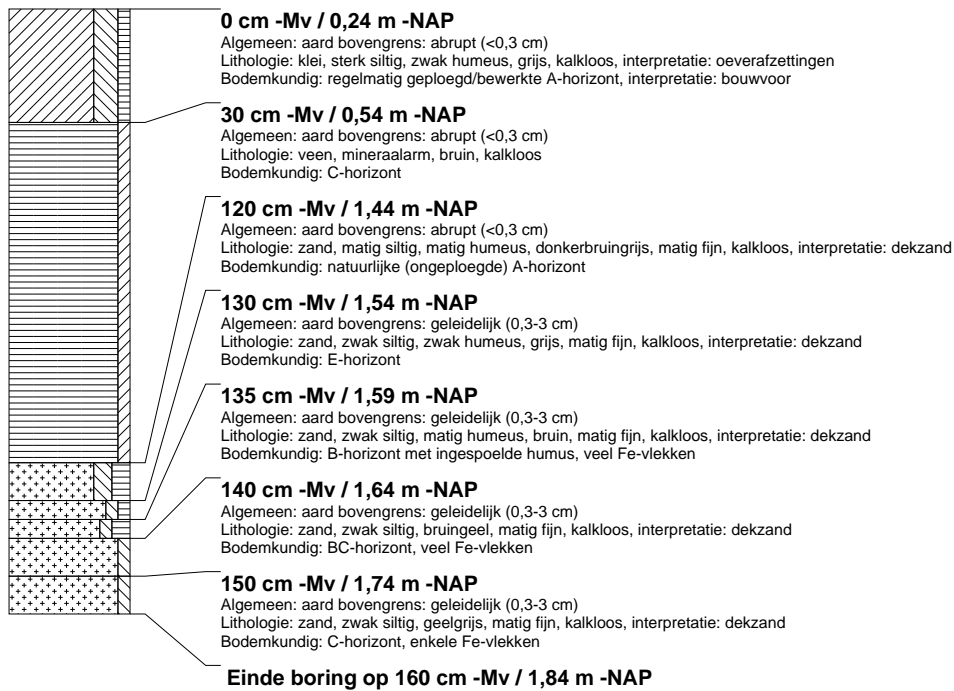 0 cm -Mv / 0,24 m -NAP
Algemeen: aard bovengrens: abrupt (<0,3 cm)
Lithologie: klei, sterk siltig, zwak humeus, grijs, kalkloos, interpretatie: oeverafzettingen
Bodemkundig: regelmatig geploegd/bewerkte A-horizont, interpretatie: bouwvoor
30 cm -Mv / 0,54 m -NAP
Algemeen: aard bovengrens: abrupt (<0,3 cm)
Lithologie: veen, mineraalarm, bruin, kalkloos
Bodemkundig: C-horizont
120 cm -Mv / 1,44 m -NAP
Algemeen: aard bovengrens: abrupt (<0,3 cm)
Lithologie: zand, matig siltig, matig humeus, donkerbruingrijs, matig fijn, kalkloos, interpretatie: dekzand
Bodemkundig: natuurlijke (ongeploegde) A-horizont
130 cm -Mv / 1,54 m -NAP
Algemeen: aard bovengrens: geleidelijk (0,3-3 cm)
Lithologie: zand, zwak siltig, zwak humeus, grijs, matig fijn, kalkloos, interpretatie: dekzand
Bodemkundig: E-horizont
135 cm -Mv / 1,59 m -NAP
Algemeen: aard bovengrens: geleidelijk (0,3-3 cm)
Lithologie: zand, zwak siltig, matig humeus, bruin, matig fijn, kalkloos, interpretatie: dekzand
Bodemkundig: B-horizont met ingespoelde humus, veel Fe-vlekken
140 cm -Mv / 1,64 m -NAP
Algemeen: aard bovengrens: geleidelijk (0,3-3 cm)
Lithologie: zand, zwak siltig, bruingeel, matig fijn, kalkloos, interpretatie: dekzand
Bodemkundig: BC-horizont, veel Fe-vlekken
150 cm -Mv / 1,74 m -NAP
Algemeen: aard bovengrens: geleidelijk (0,3-3 cm)
Lithologie: zand, zwak siltig, geelgrijs, matig fijn, kalkloos, interpretatie: dekzand
Bodemkundig: C-horizont, enkele Fe-vlekken
Einde boring op 160 cm -Mv / 1,84 m -NAP